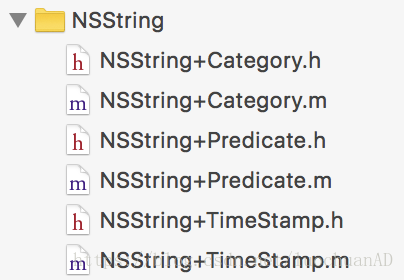 NSString
h NSString+Category.h
m NSString+Category.m
h NSString+Predicate.h
m NSString+Predicate.m
h NSString+TimeStamp.h
m NSString+TimeStamp.m